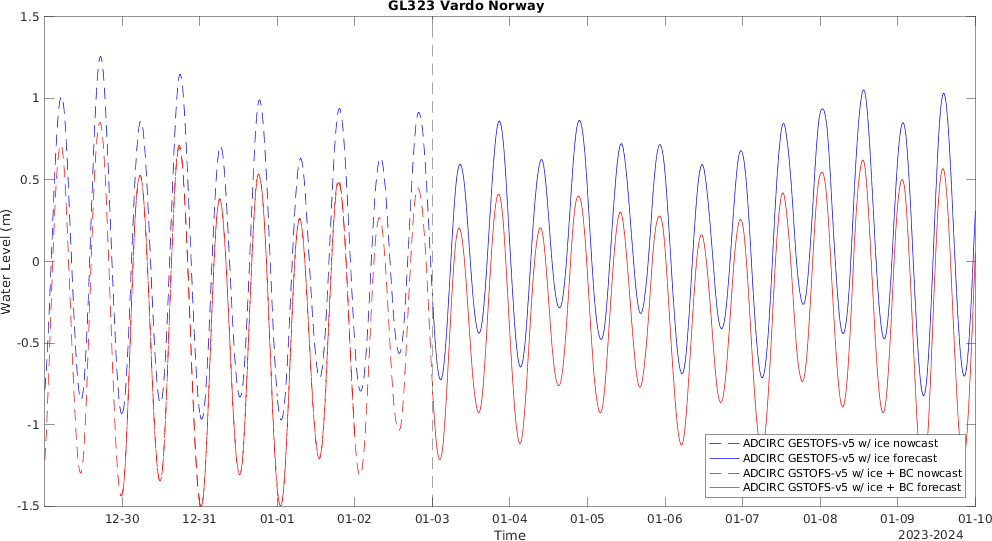 GL323 Vardo Norway
Water Level (m)
1.5
1
0.5
0
-0.5
-1
-1.5
12-30 12-31 01-01 01-02 01-03 01-04 01-05 01-06 01-07 01-08 01-09 01-10
Time
2023-2024
ADCIRC GESTOFS-v5 w/ ice nowcast
ADCIRC GESTOFS-v5 w/ ice forecast
ADCIRC GSTOFS-v5 w/ ice + BC nowcast
ADCIRC GSTOFS-v5 w/ ice + BC forecast